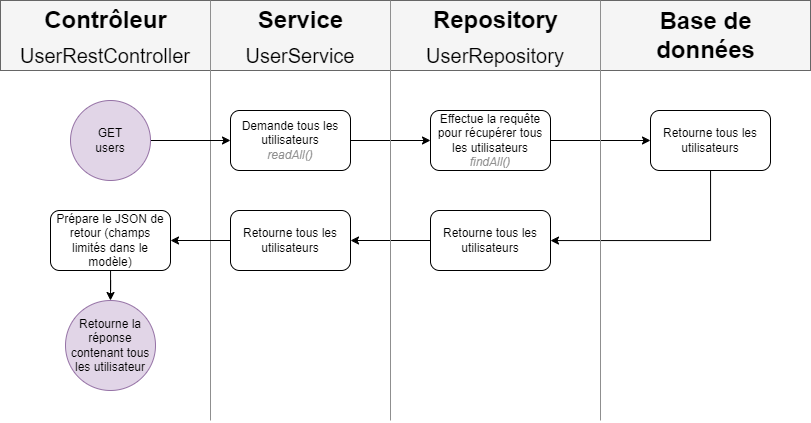 Contrôleur
UserRestController
Service
UserService
Repository
UserRepository
Base de
données
GET
users
Demande tous les
utilisateurs
readAll()
Effectue la requête
pour récupérer tous
les utilisateurs
findAll()
Retourne tous les
utilisateurs
Prépare le JSON de
retour (champs
limités dans le
modèle)
Retourne tous les
utilisateurs
Retourne tous les
utilisateurs
Retourne la
réponse
contenant tous
les utilisateur